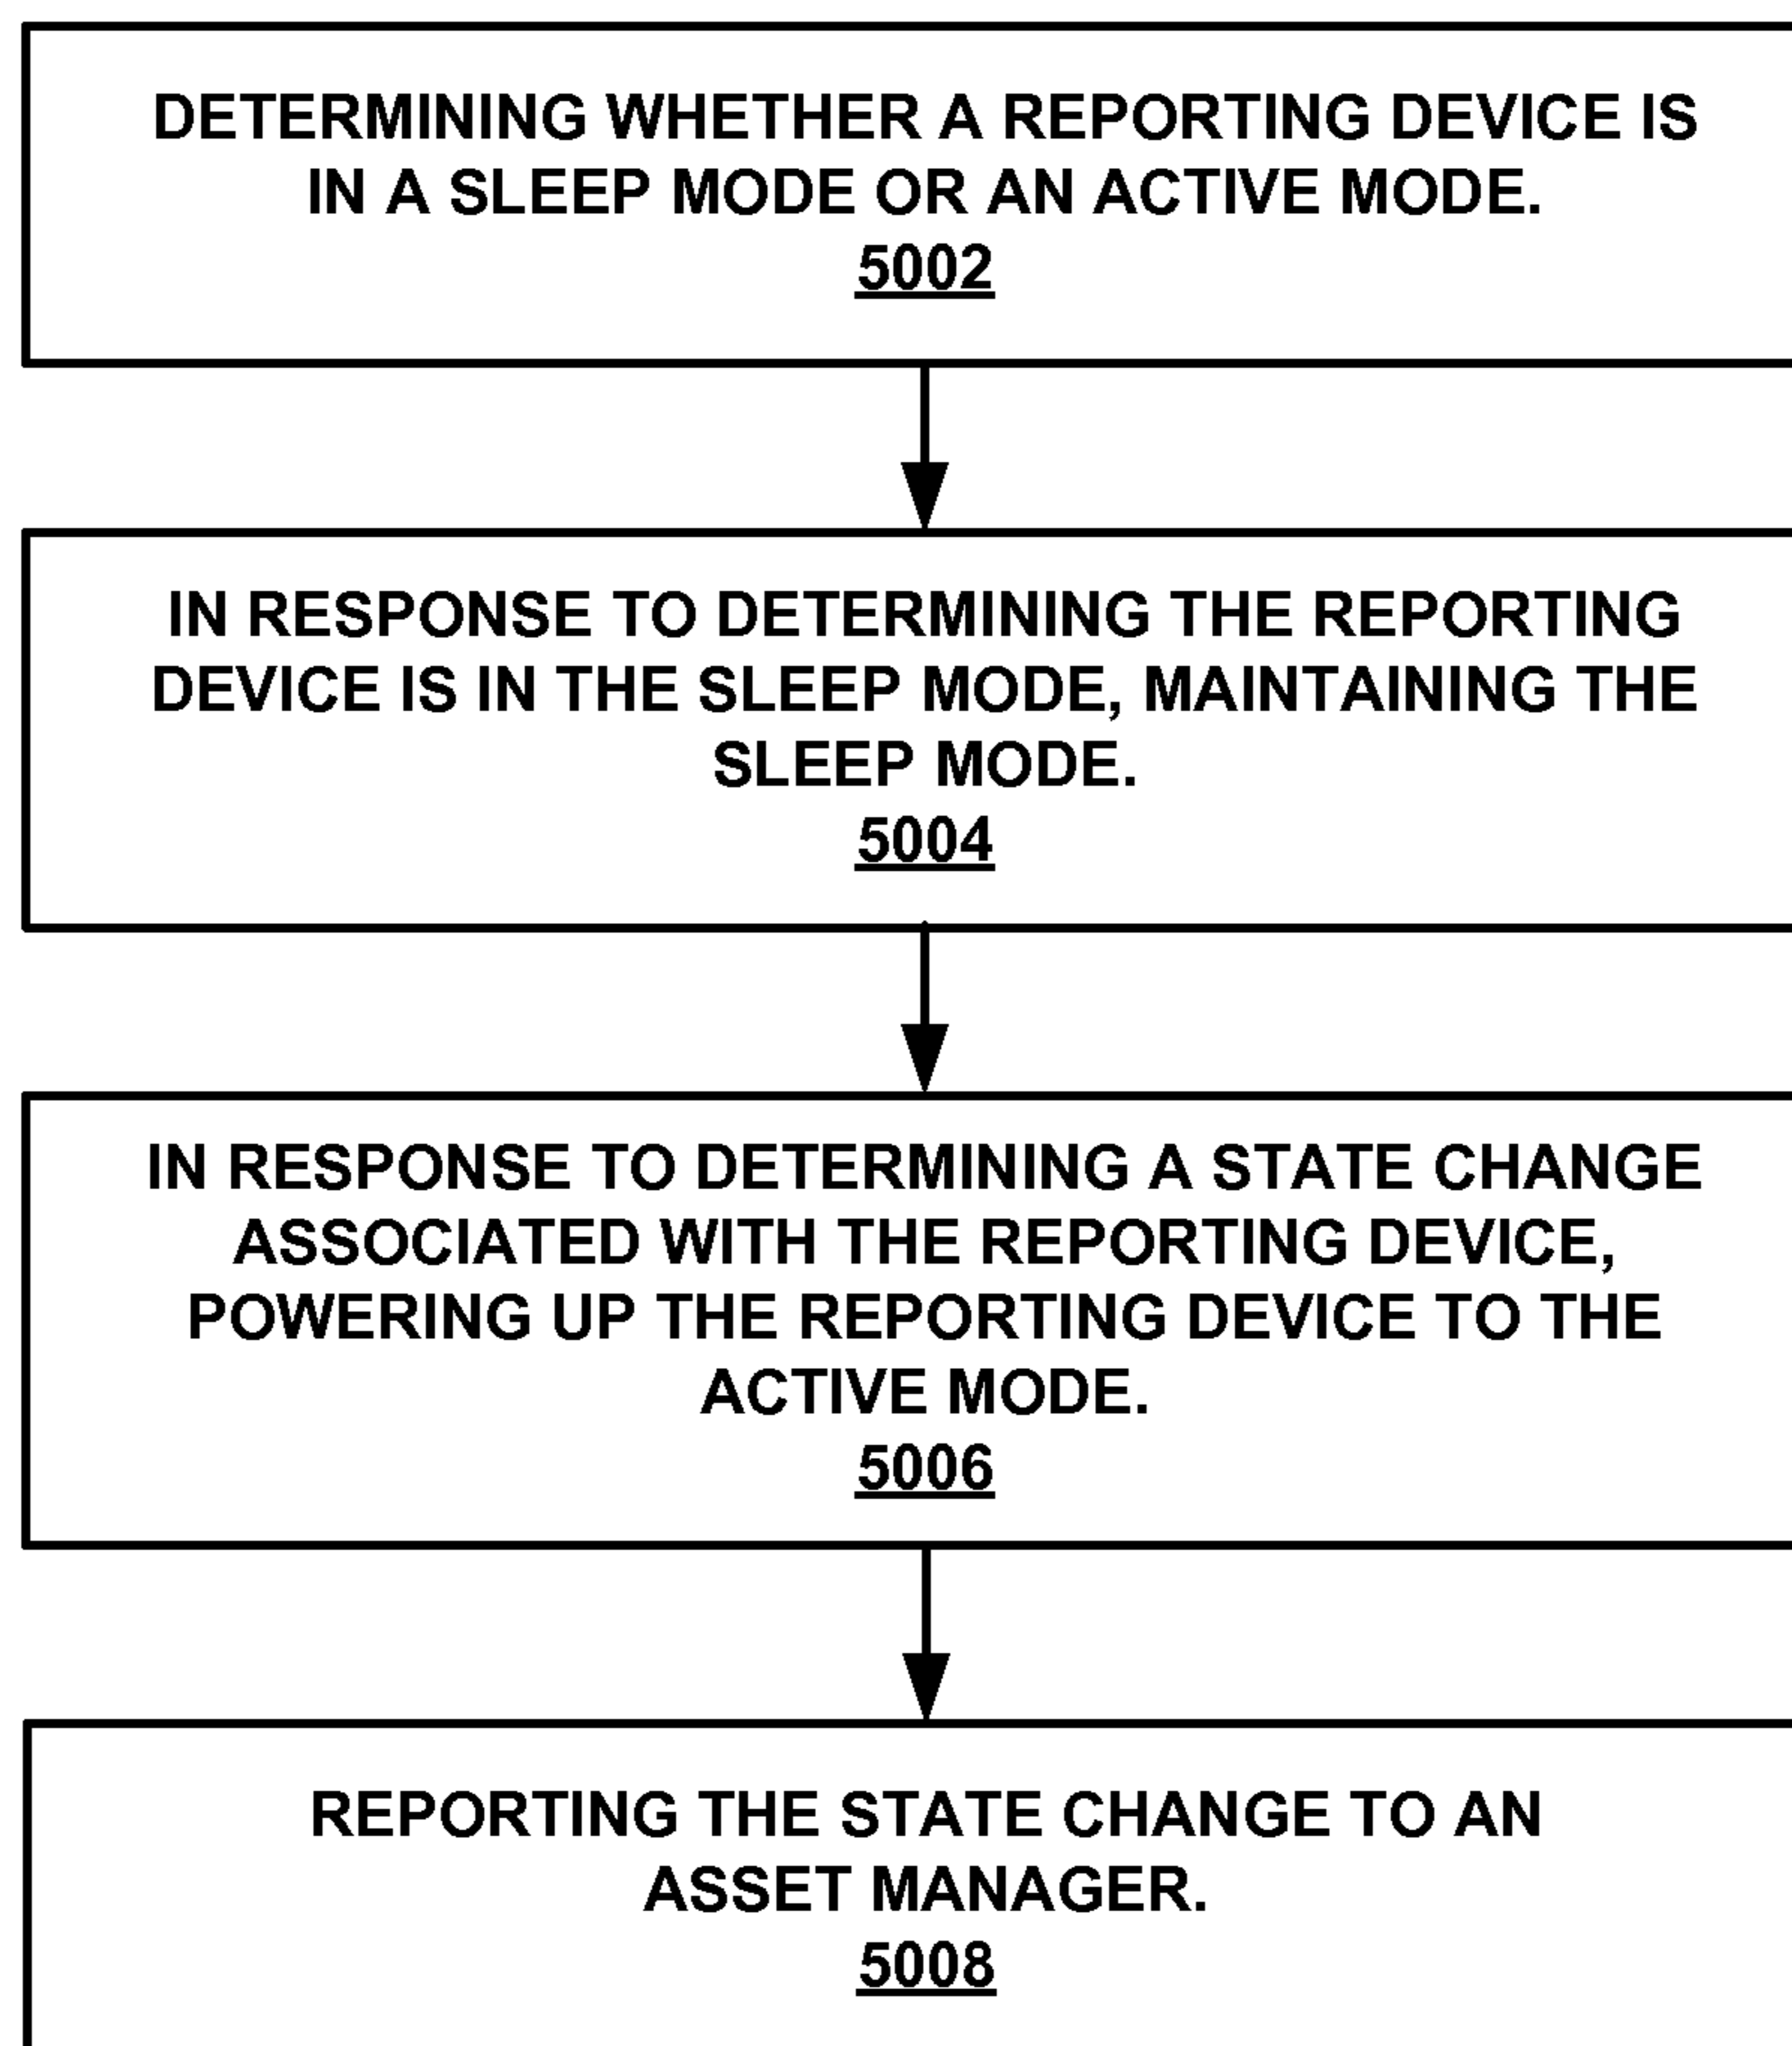 DETERMINING WHETHER A REPORTING DEVICE IS
IN A SLEEP MODE OR AN ACTIVE MODE.
5002
IN RESPONSE TO DETERMINING THE REPORTING
DEVICE IS IN THE SLEEP MODE, MAINTAINING THE
SLEEP MODE.
5004
IN RESPONSE TO DETERMINING A STATE CHANGE
ASSOCIATED WITH THE REPORTING DEVICE,
POWERING UP THE REPORTING DEVICE TO THE
ACTIVE MODE.
5006
REPORTING THE STATE CHANGE TO AN
ASSET MANAGER.
5008